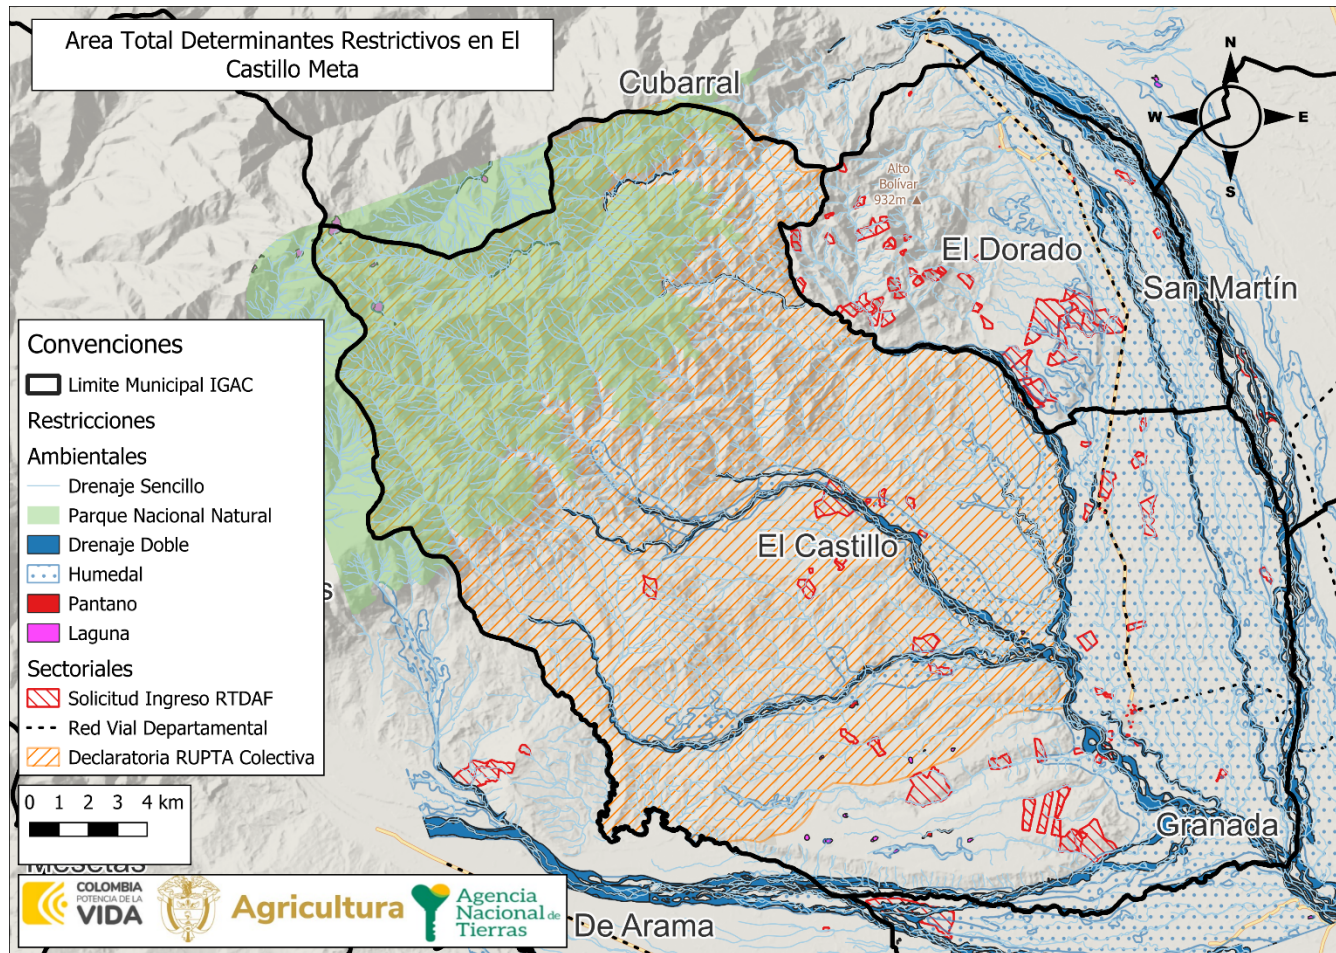 Area Total Determinantes Restrictivos en El
Castillo Meta
Cubarral
N
W
E
S
Alto
Bolívar
932m
El Dorado
San Martín
Convenciones
Limite Municipal IGAC
Restricciones
Ambientales
Drenaje Sencillo
Parque Nacional Natural
Drenaje Doble
Humedal
Pantano
Laguna
Sectoriales
Solicitud Ingreso RTDAF
Red Vial Departamental
Declaratoria RUPTA Colectiva
El Castillo
s
0 1 2 3 4 km
Granada
Mesetas
COLOMBIA
POTENCIA DE LA
VIDA
Agricultura
Agencia
Nacional de
Tierras
De Arama